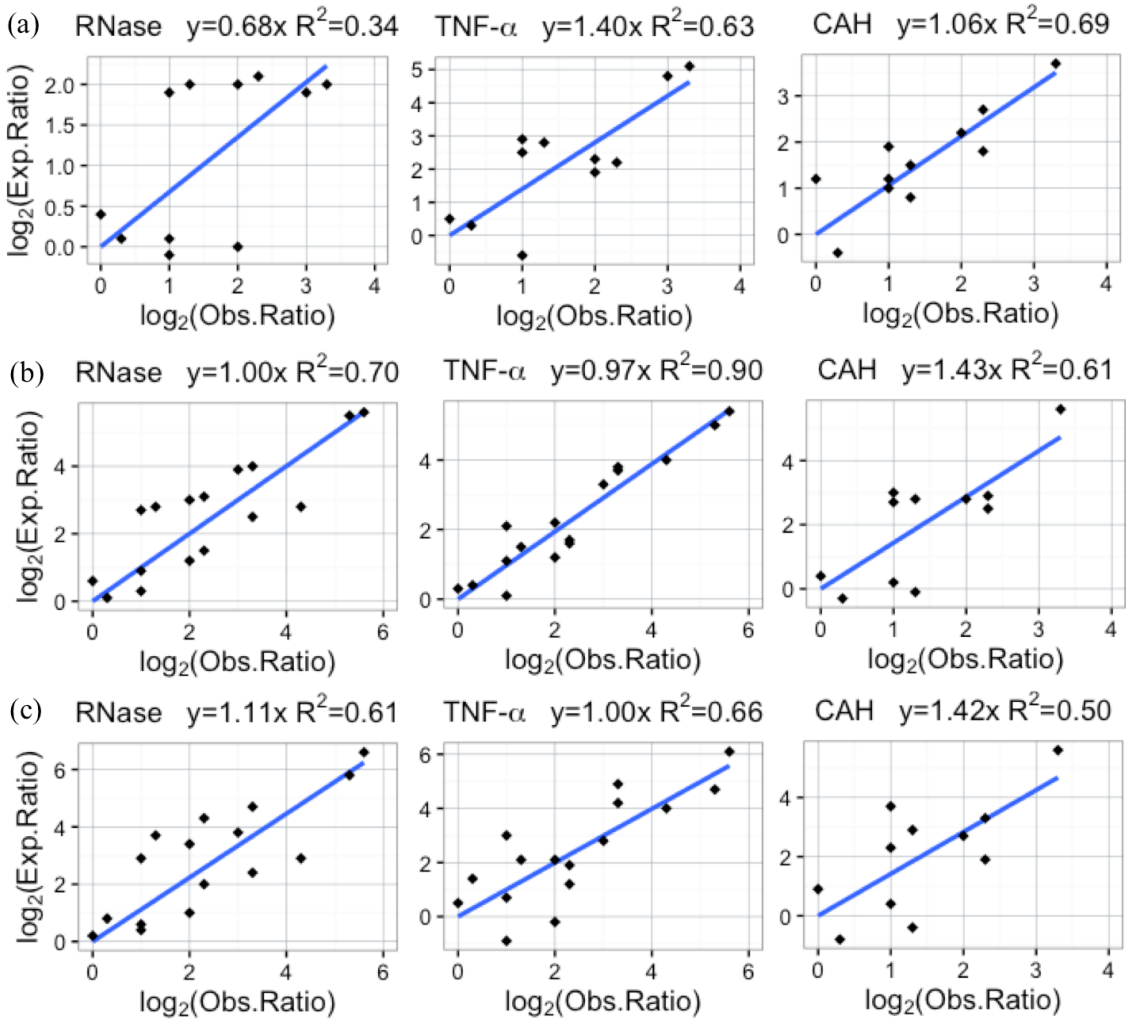 (a) RNase y=0.68x R²=0.34 TNF-α y=1.40x R²=0.63 CAH y=1.06x R²=0.69
log₂(Exp.Ratio)
2.0
1.5
1.0
0.5
0.0
0 1 2 3 4
log₂(Obs.Ratio)
5
4
3
2
1
0
0 1 2 3 4
log₂(Obs.Ratio)
3
2
1
0
0 1 2 3 4
log₂(Obs.Ratio)
(b) RNase y=1.00x R²=0.70 TNF-α y=0.97x R²=0.90 CAH y=1.43x R²=0.61
log₂(Exp.Ratio)
4
2
0
0 2 4 6
log₂(Obs.Ratio)
4
2
0
0 2 4 6
log₂(Obs.Ratio)
4
2
0
0 1 2 3 4
log₂(Obs.Ratio)
(c) RNase y=1.11x R²=0.61 TNF-α y=1.00x R²=0.66 CAH y=1.42x R²=0.50
log₂(Exp.Ratio)
6
4
2
0
0 2 4 6
log₂(Obs.Ratio)
6
4
2
0
0 2 4 6
log₂(Obs.Ratio)
4
2
0
0 1 2 3 4
log₂(Obs.Ratio)